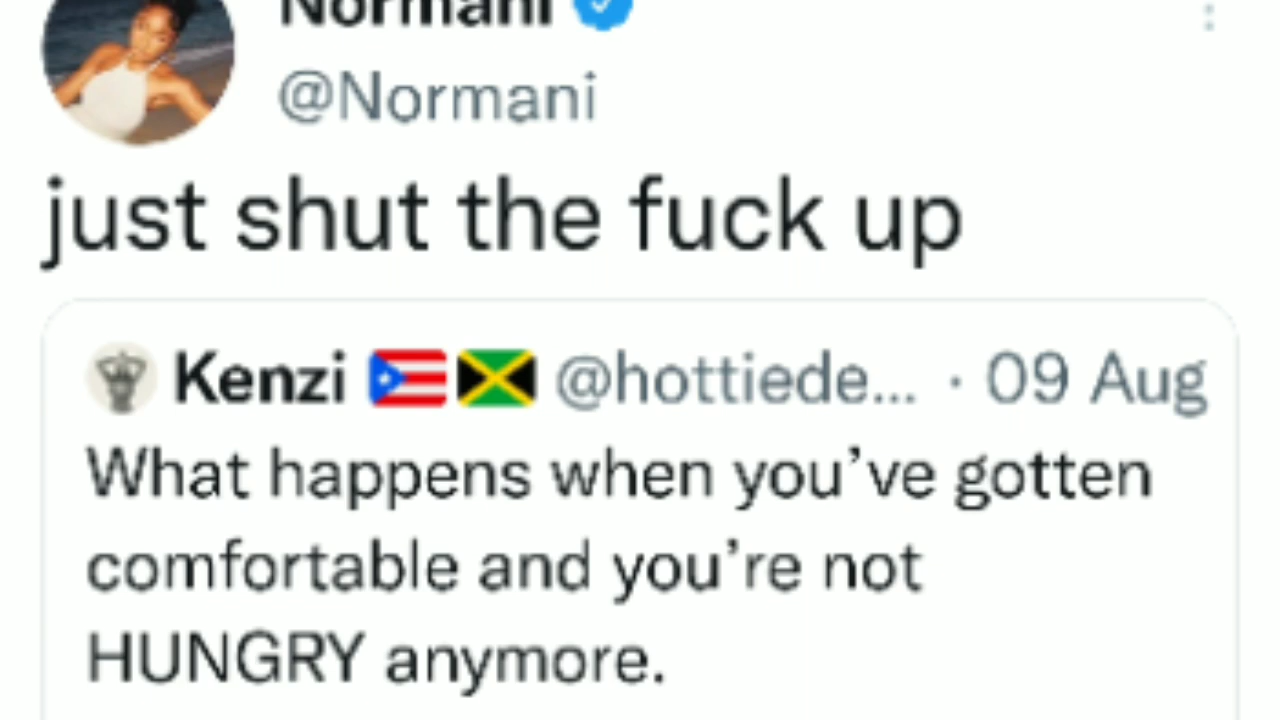 Normani
@Normani
just shut the fuck up
Kenzi 🇵🇷🇯🇲 @hottiede... · 09 Aug
What happens when you’ve gotten
comfortable and you’re not
HUNGRY anymore.